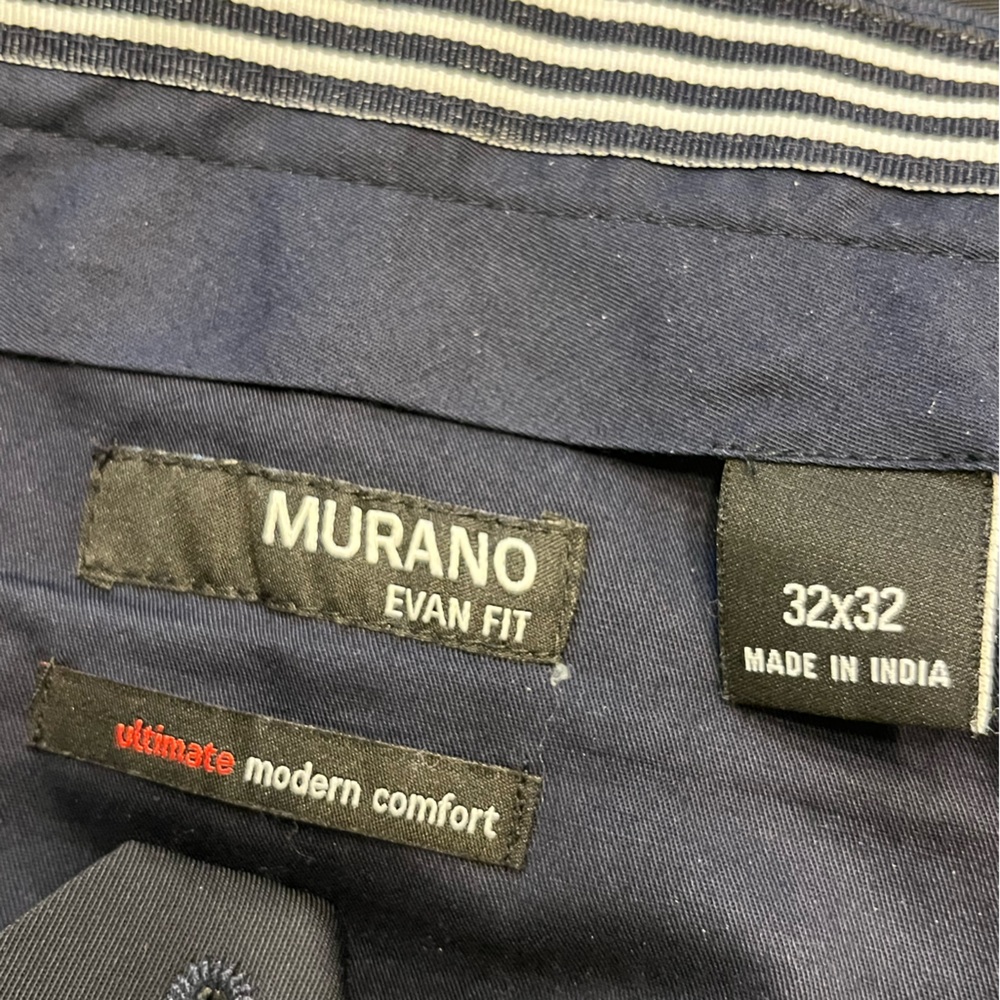 MURANO
EVAN FIT
ultimate modern comfort
32x32
MADE IN INDIA